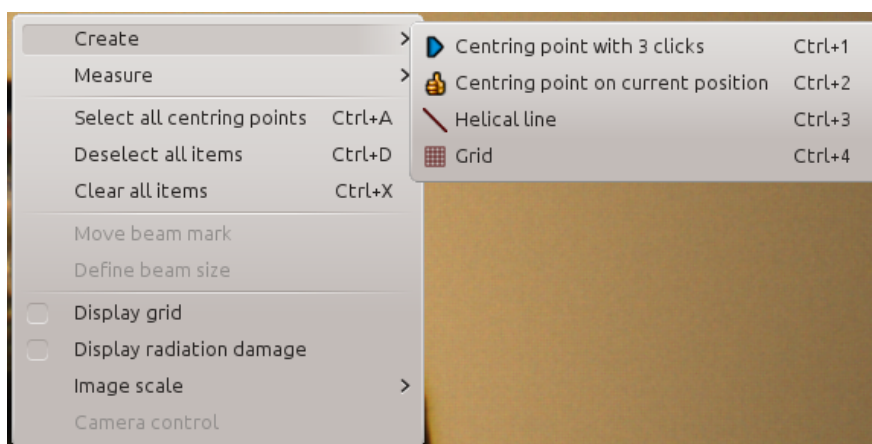 Create
Measure
Select all centring points Ctrl+A
Deselect all items Ctrl+D
Clear all items Ctrl+X
Move beam mark
Define beam size
Display grid
Display radiation damage
Image scale
Camera control
Centring point with 3 clicks Ctrl+1
Centring point on current position Ctrl+2
Helical line Ctrl+3
Grid Ctrl+4